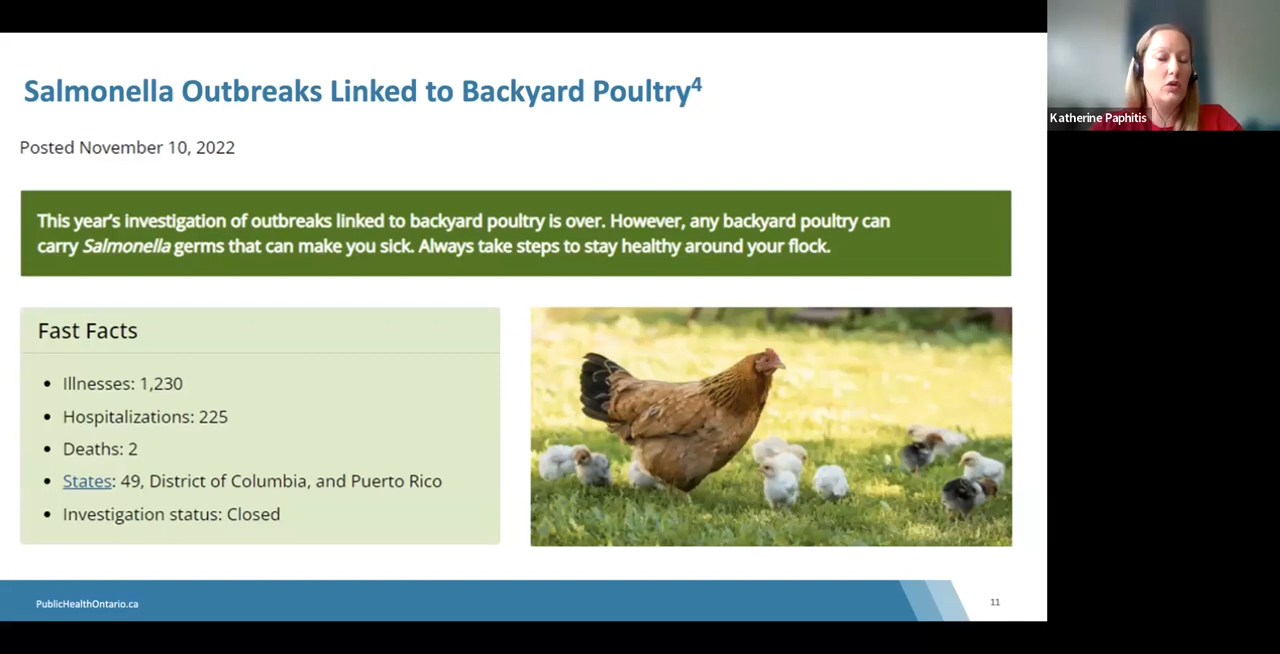 Salmonella Outbreaks Linked to Backyard Poultry4
Katherine Paphitis
Posted November 10, 2022
This year's investigation of outbreaks linked to backyard poultry is over. However, any backyard poultry can
carry Salmonella germs that can make you sick. Always take steps to stay healthy around your flock.
Fast Facts
• Illnesses: 1,230
• Hospitalizations: 225
• Deaths: 2
• States: 49, District of Columbia, and Puerto Rico
• Investigation status: Closed
PublicHealthOntario.ca
11